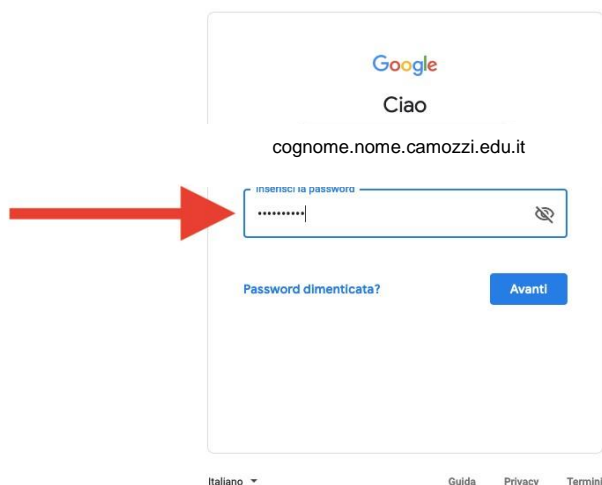 Google
Ciao
cognome.nome.camozzi.edu.it
Inserisci la password
••••••••••
Password dimenticata?
Avanti
Italiano
Guida Privacy Termini